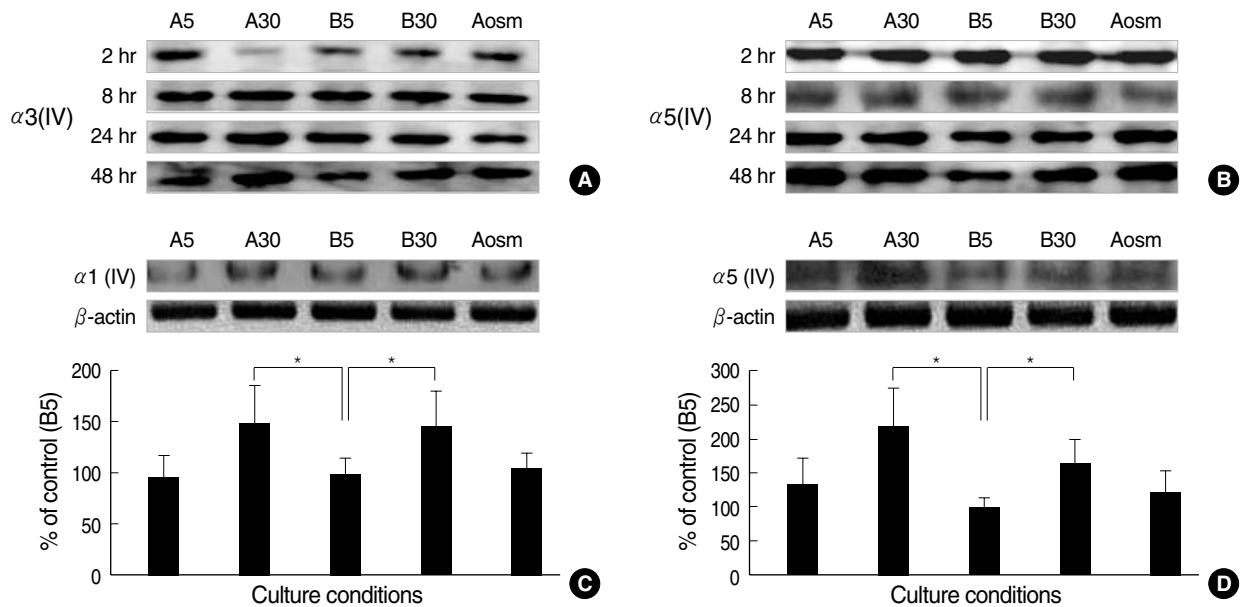 A5 A30 B5 B30 Aosm
2 hr
8 hr
α3(IV)
24 hr
48 hr
A
A5 A30 B5 B30 Aosm
2 hr
8 hr
α5(IV)
24 hr
48 hr
B
A5 A30 B5 B30 Aosm
α1 (IV)
β-actin
* *
200
150
100
50
0
% of control (B5)
Culture conditions
C
A5 A30 B5 B30 Aosm
α5 (IV)
β-actin
* *
300
250
200
150
100
50
0
% of control (B5)
Culture conditions
D